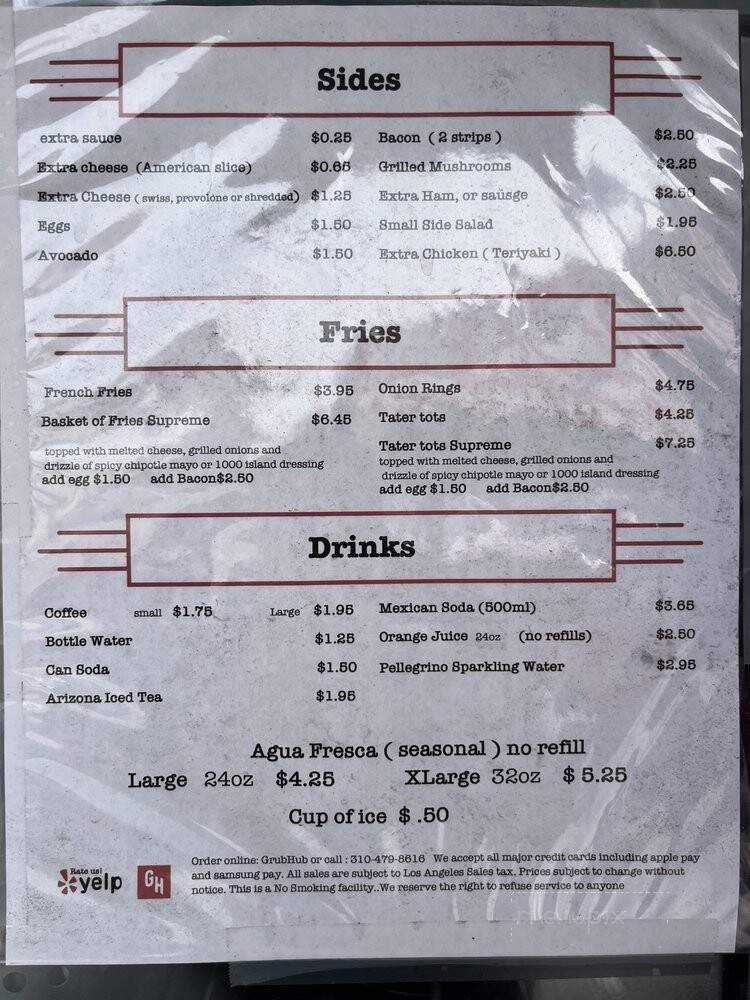 Sides
extra sauce $0.25
Extra cheese (American slice) $0.65
Extra Cheese ( swiss, provolone or shredded) $1.25
Eggs $1.50
Avocado $1.50
Bacon ( 2 strips ) $2.50
Grilled Mushrooms $2.25
Extra Ham, or sausge $2.50
Small Side Salad $1.95
Extra Chicken ( Teriyaki ) $6.50
Fries
French Fries $3.95
Basket of Fries Supreme $6.45
topped with melted cheese, grilled onions and
drizzle of spicy chipotle mayo or 1000 island dressing
add egg $1.50 add Bacon$2.50
Onion Rings $4.75
Tater tots $4.25
Tater tots Supreme $7.25
topped with melted cheese, grilled onions and
drizzle of spicy chipotle mayo or 1000 island dressing
add egg $1.50 add Bacon$2.50
Drinks
Coffee small $1.75 Large $1.95
Bottle Water $1.25
Can Soda $1.50
Arizona Iced Tea $1.95
Mexican Soda (500ml) $3.65
Orange Juice 24oz (no refills) $2.50
Pellegrino Sparkling Water $2.95
Agua Fresca ( seasonal ) no refill
Large 24oz $4.25 XLarge 32oz $ 5.25
Cup of ice $ .50
Rate us!
yelp
GH
Order online: GrubHub or call : 310-479-8616 We accept all major credit cards including apple pay
and samsung pay. All sales are subject to Los Angeles Sales tax. Prices subject to change without
notice. This is a No Smoking facility..We reserve the right to refuse service to anyone